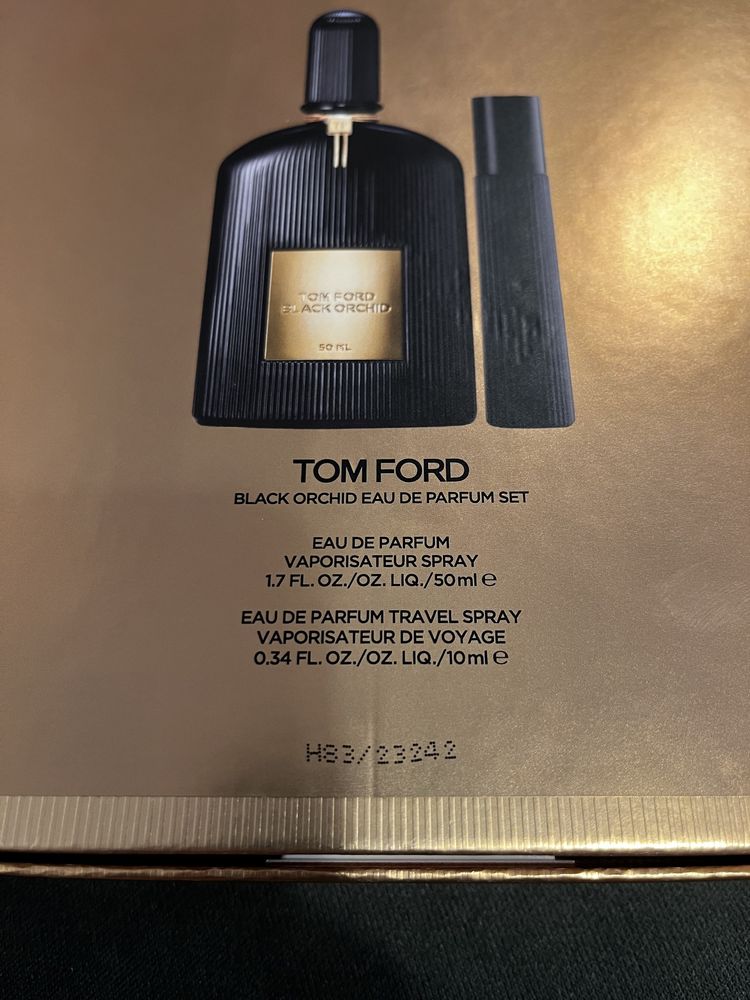 TF
TOM FORD
BLACK ORCHID
50 ML
TOM FORD
BLACK ORCHID EAU DE PARFUM SET
EAU DE PARFUM
VAPORISATEUR SPRAY
1.7 FL. OZ./OZ. LIQ./50ml ℮
EAU DE PARFUM TRAVEL SPRAY
VAPORISATEUR DE VOYAGE
0.34 FL. OZ./OZ. LIQ./10ml ℮
H83/23242